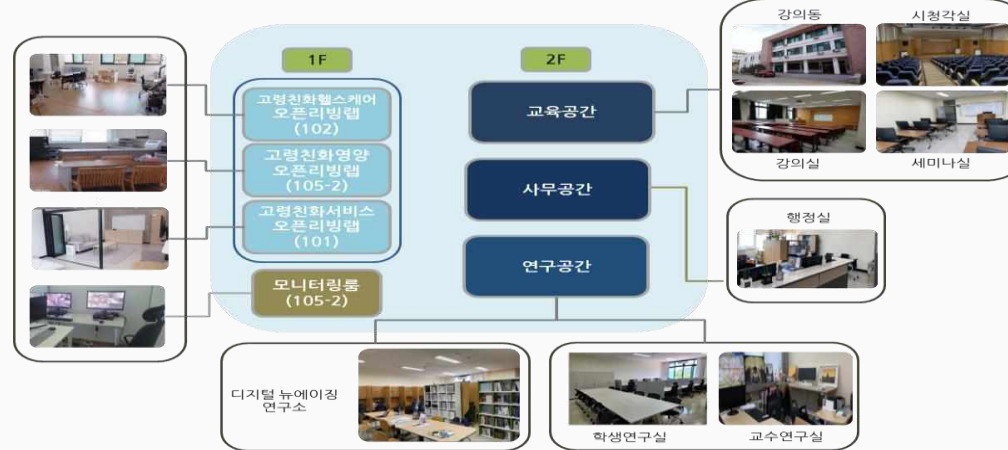 1F
고령친화헬스케어
오픈리빙랩
(102)
고령친화영양
오픈리빙랩
(105-2)
고령친화서비스
오픈리빙랩
(101)
모니터링룸
(105-2)
2F
교육공간
사무공간
연구공간
강의동
시청각실
강의실
세미나실
행정실
디지털 뉴에이징
연구소
학생연구실
교수연구실